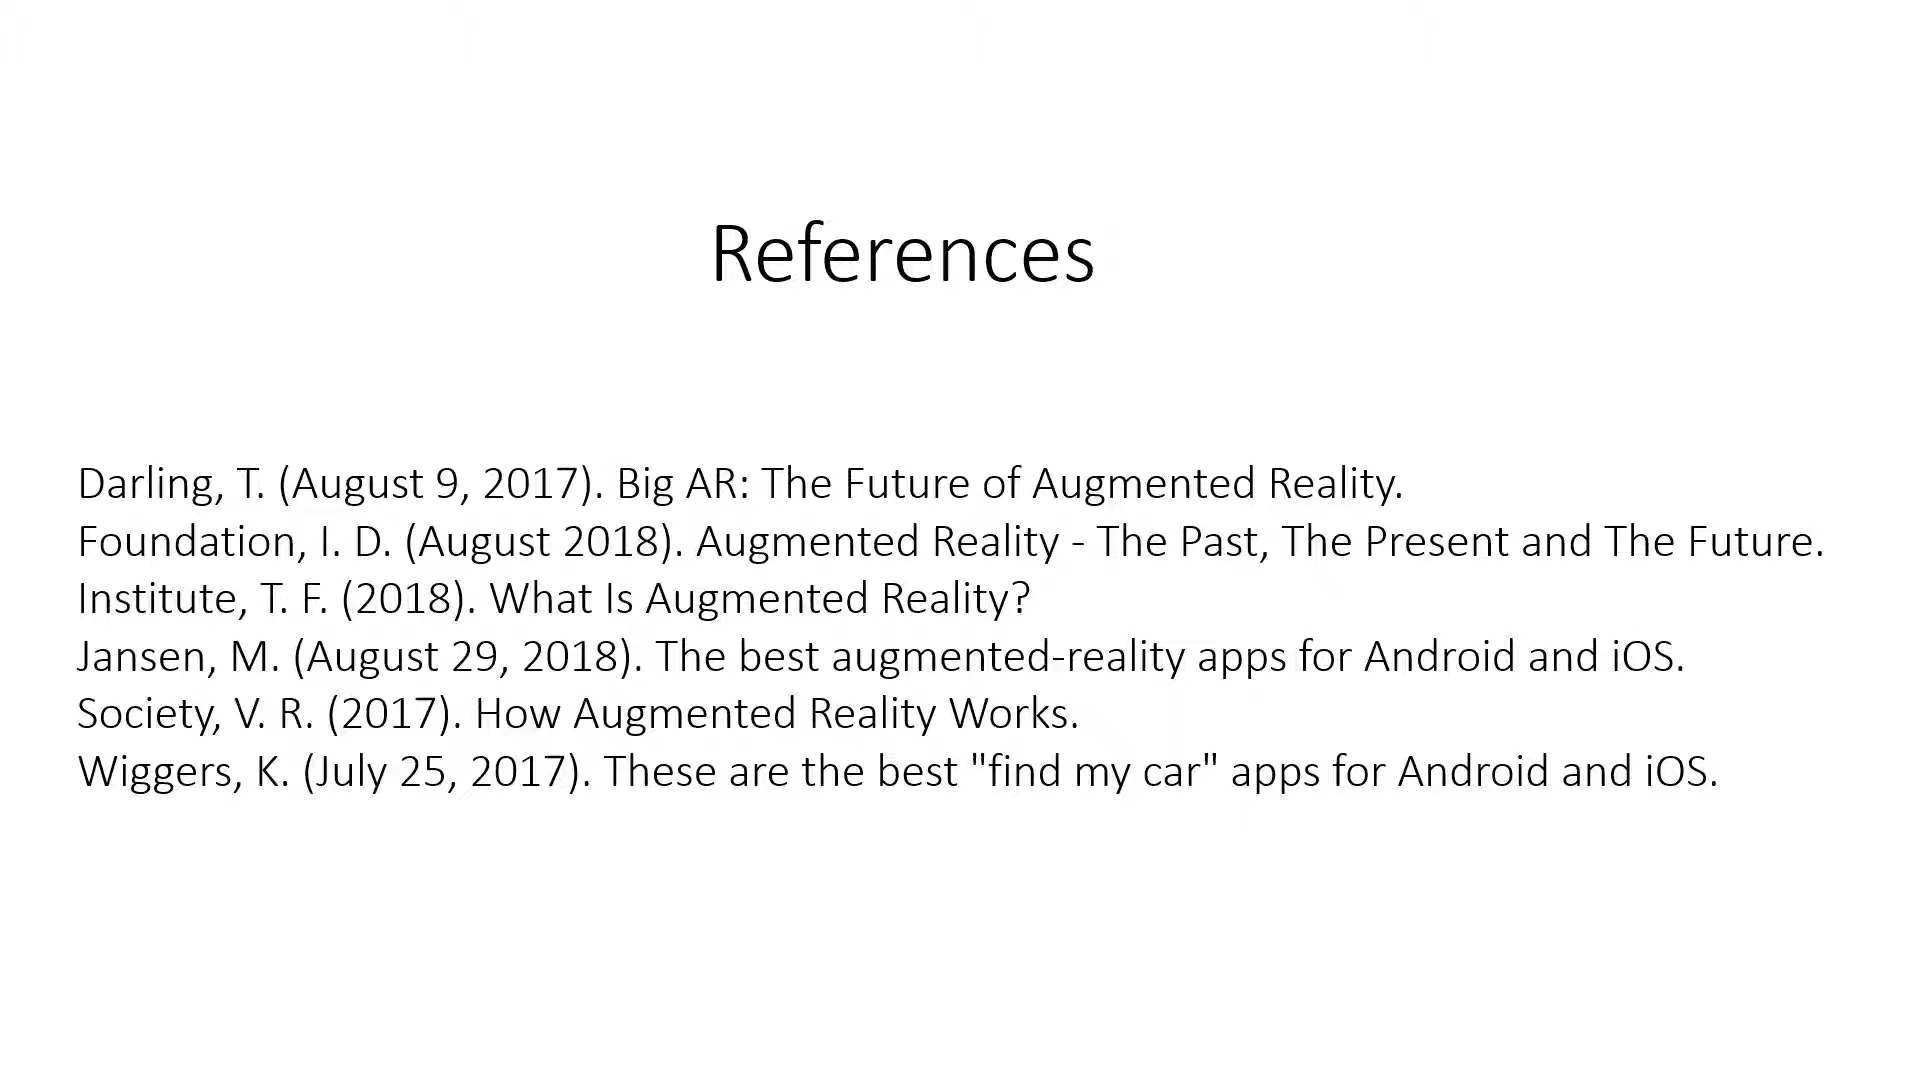 References
Darling, T. (August 9, 2017). Big AR: The Future of Augmented Reality.
Foundation, I. D. (August 2018). Augmented Reality - The Past, The Present and The Future.
Institute, T. F. (2018). What Is Augmented Reality?
Jansen, M. (August 29, 2018). The best augmented-reality apps for Android and iOS.
Society, V. R. (2017). How Augmented Reality Works.
Wiggers, K. (July 25, 2017). These are the best "find my car" apps for Android and iOS.